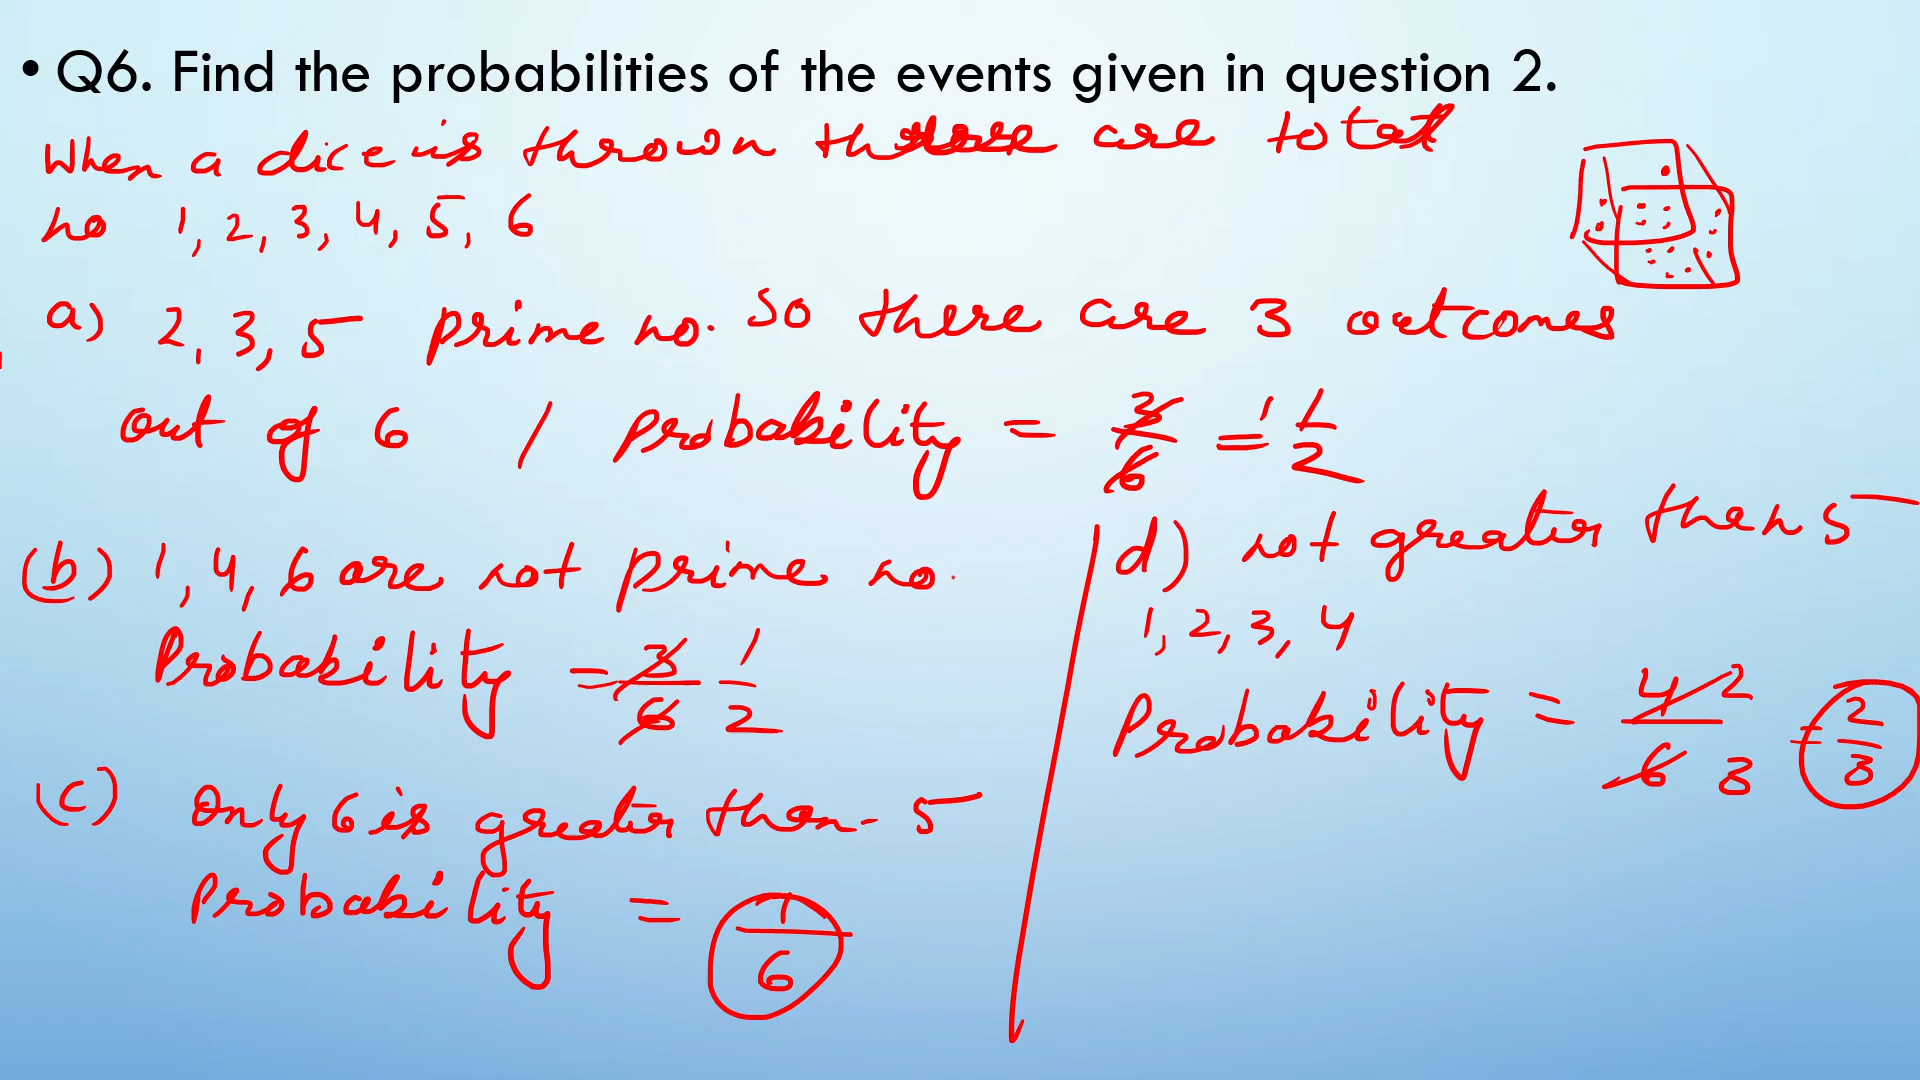 • Q6. Find the probabilities of the events given in question 2.
When a dice is thrown there are total
no 1, 2, 3, 4, 5, 6
a) 2, 3, 5 prime no. so there are 3 outcomes
out of 6 / Probability = 3/6 = 1/2
(b) 1, 4, 6 are not prime no.
Probability = 3/6 1/2
(c) Only 6 is greater than 5
Probability = 1/6
d) not greater than 5
1, 2, 3, 4
Probability = 4/6 2/3 = 2/3